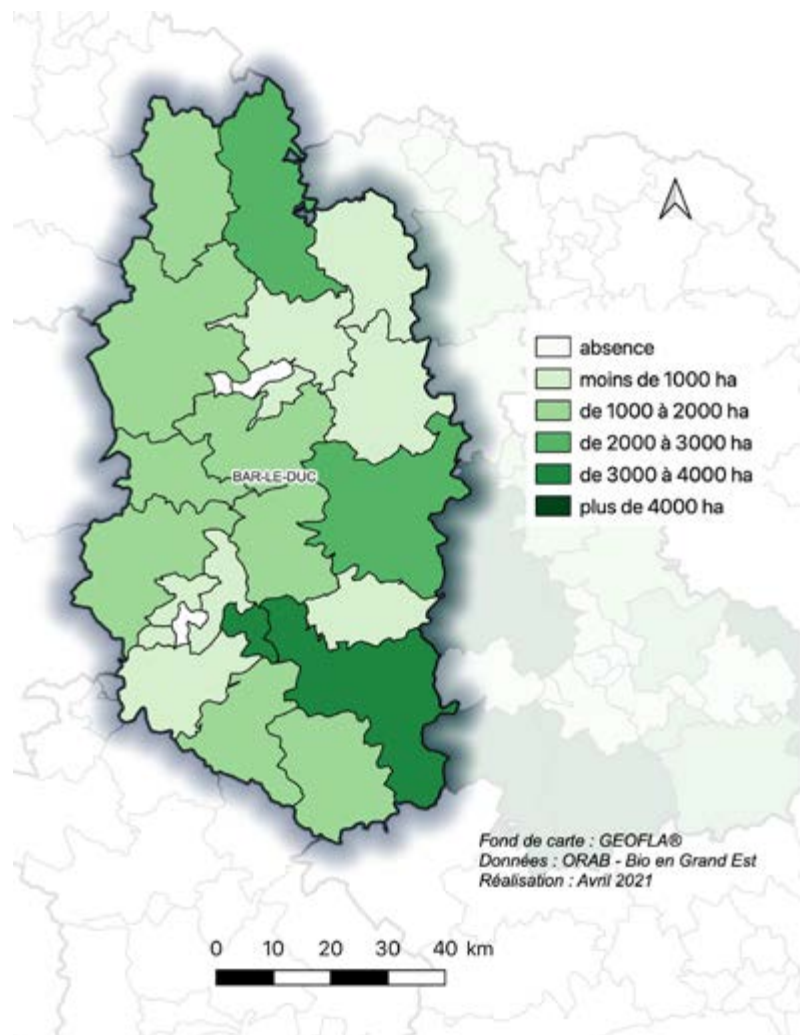 absence
moins de 1000 ha
de 1000 à 2000 ha
de 2000 à 3000 ha
BAR-LE-DUC
de 3000 à 4000 ha
plus de 4000 ha
Fond de carte : GEOFLA®
Données : ORAB - Bio en Grand Est
Réalisation : Avril 2021
0 10 20 30 40 km